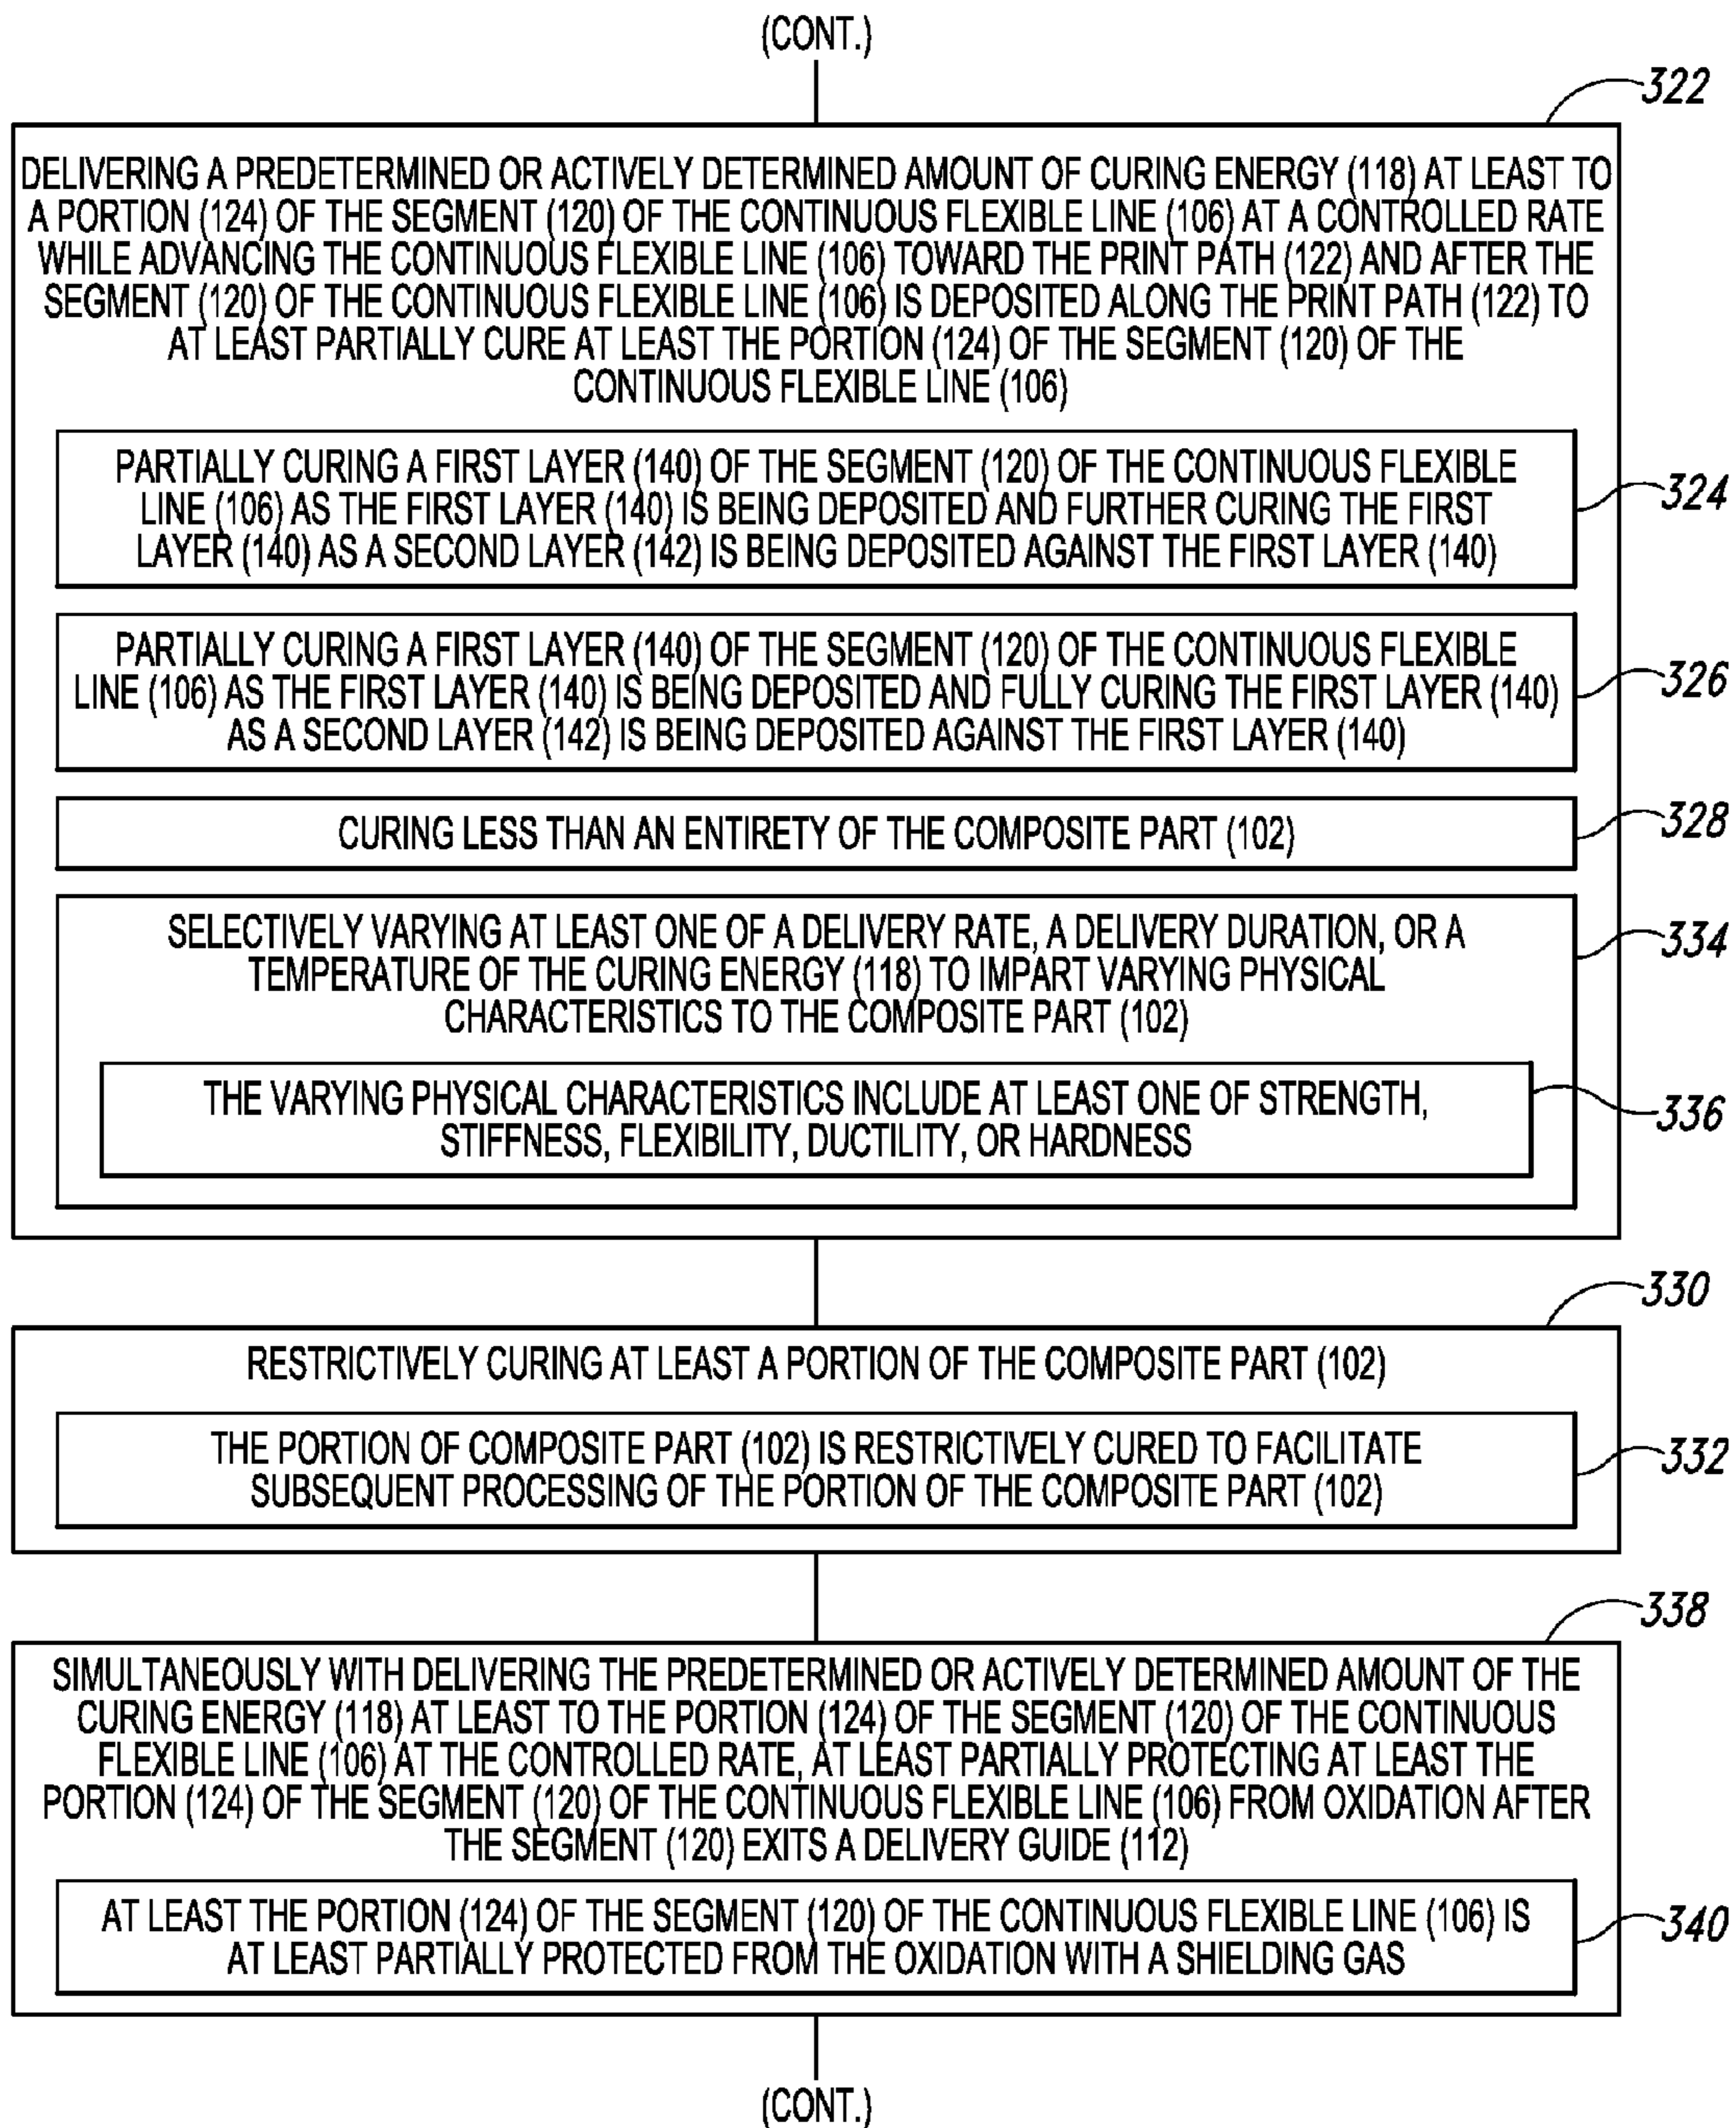 (CONT.)
322
DELIVERING A PREDETERMINED OR ACTIVELY DETERMINED AMOUNT OF CURING ENERGY (118) AT LEAST TO
A PORTION (124) OF THE SEGMENT (120) OF THE CONTINUOUS FLEXIBLE LINE (106) AT A CONTROLLED RATE
WHILE ADVANCING THE CONTINUOUS FLEXIBLE LINE (106) TOWARD THE PRINT PATH (122) AND AFTER THE
SEGMENT (120) OF THE CONTINUOUS FLEXIBLE LINE (106) IS DEPOSITED ALONG THE PRINT PATH (122) TO
AT LEAST PARTIALLY CURE AT LEAST THE PORTION (124) OF THE SEGMENT (120) OF THE
CONTINUOUS FLEXIBLE LINE (106)
PARTIALLY CURING A FIRST LAYER (140) OF THE SEGMENT (120) OF THE CONTINUOUS FLEXIBLE
LINE (106) AS THE FIRST LAYER (140) IS BEING DEPOSITED AND FURTHER CURING THE FIRST
LAYER (140) AS A SECOND LAYER (142) IS BEING DEPOSITED AGAINST THE FIRST LAYER (140)
324
PARTIALLY CURING A FIRST LAYER (140) OF THE SEGMENT (120) OF THE CONTINUOUS FLEXIBLE
LINE (106) AS THE FIRST LAYER (140) IS BEING DEPOSITED AND FULLY CURING THE FIRST LAYER (140)
AS A SECOND LAYER (142) IS BEING DEPOSITED AGAINST THE FIRST LAYER (140)
326
CURING LESS THAN AN ENTIRETY OF THE COMPOSITE PART (102)
328
SELECTIVELY VARYING AT LEAST ONE OF A DELIVERY RATE, A DELIVERY DURATION, OR A
TEMPERATURE OF THE CURING ENERGY (118) TO IMPART VARYING PHYSICAL
CHARACTERISTICS TO THE COMPOSITE PART (102)
334
THE VARYING PHYSICAL CHARACTERISTICS INCLUDE AT LEAST ONE OF STRENGTH,
STIFFNESS, FLEXIBILITY, DUCTILITY, OR HARDNESS
336
330
RESTRICTIVELY CURING AT LEAST A PORTION OF THE COMPOSITE PART (102)
THE PORTION OF COMPOSITE PART (102) IS RESTRICTIVELY CURED TO FACILITATE
SUBSEQUENT PROCESSING OF THE PORTION OF THE COMPOSITE PART (102)
332
338
SIMULTANEOUSLY WITH DELIVERING THE PREDETERMINED OR ACTIVELY DETERMINED AMOUNT OF THE
CURING ENERGY (118) AT LEAST TO THE PORTION (124) OF THE SEGMENT (120) OF THE CONTINUOUS
FLEXIBLE LINE (106) AT THE CONTROLLED RATE, AT LEAST PARTIALLY PROTECTING AT LEAST THE
PORTION (124) OF THE SEGMENT (120) OF THE CONTINUOUS FLEXIBLE LINE (106) FROM OXIDATION AFTER
THE SEGMENT (120) EXITS A DELIVERY GUIDE (112)
AT LEAST THE PORTION (124) OF THE SEGMENT (120) OF THE CONTINUOUS FLEXIBLE LINE (106) IS
AT LEAST PARTIALLY PROTECTED FROM THE OXIDATION WITH A SHIELDING GAS
340
(CONT.)